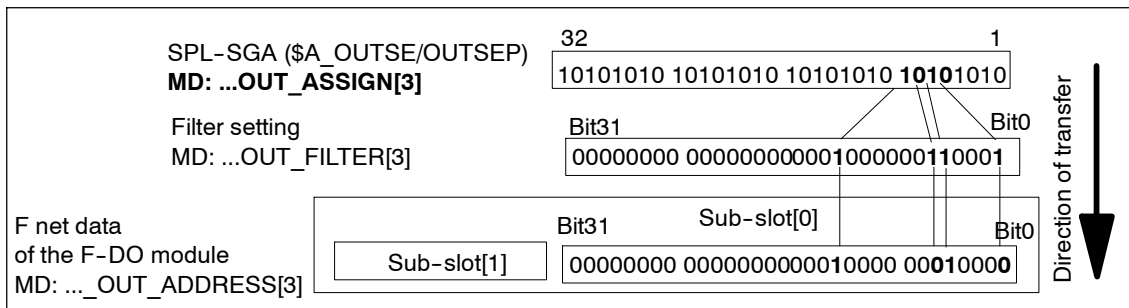 32 1
SPL-SGA ($A_OUTSE/OUTSEP)
10101010 10101010 10101010 10101010
MD: ...OUT_ASSIGN[3]
Filter setting
Bit31 Bit0
MD: ...OUT_FILTER[3]
00000000 000000000001000000110001
Sub-slot[0]
F net data
Bit31 Bit0
of the F-DO module
Sub-slot[1]
00000000 000000000010000 00010000
MD: ..._OUT_ADDRESS[3]
Direction of transfer